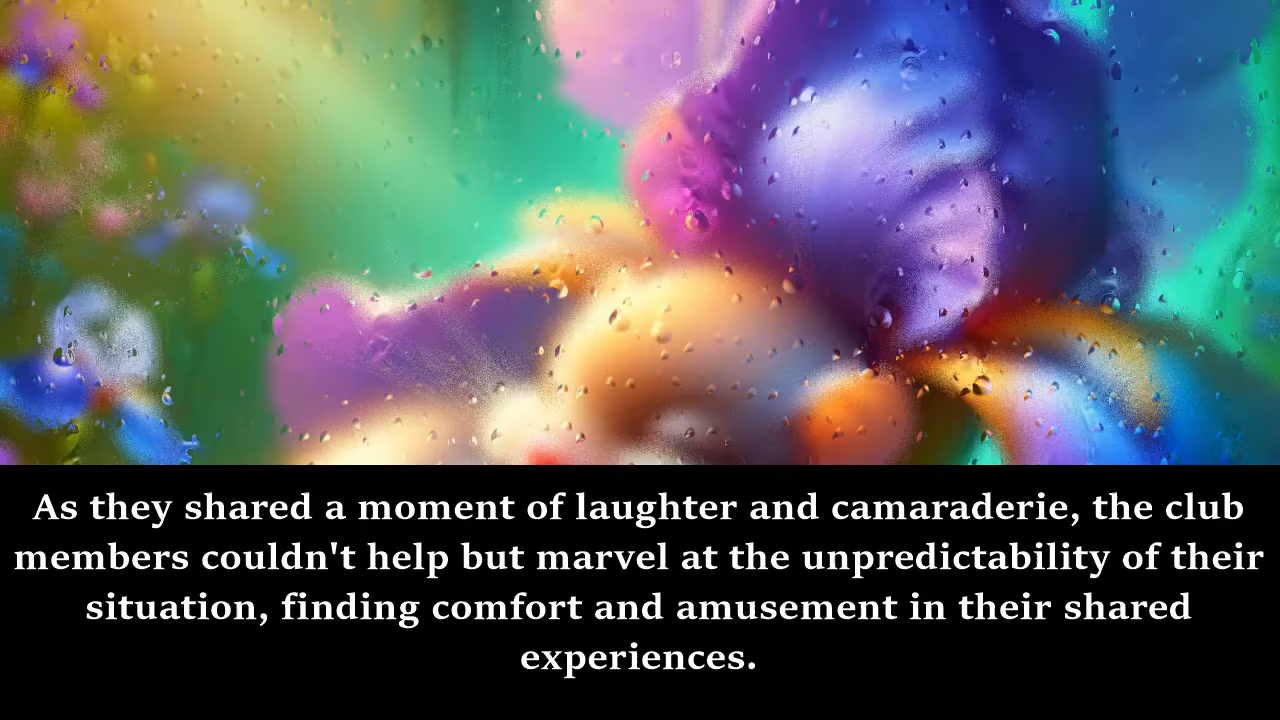 As they shared a moment of laughter and camaraderie, the club
members couldn't help but marvel at the unpredictability of their
situation, finding comfort and amusement in their shared
experiences.